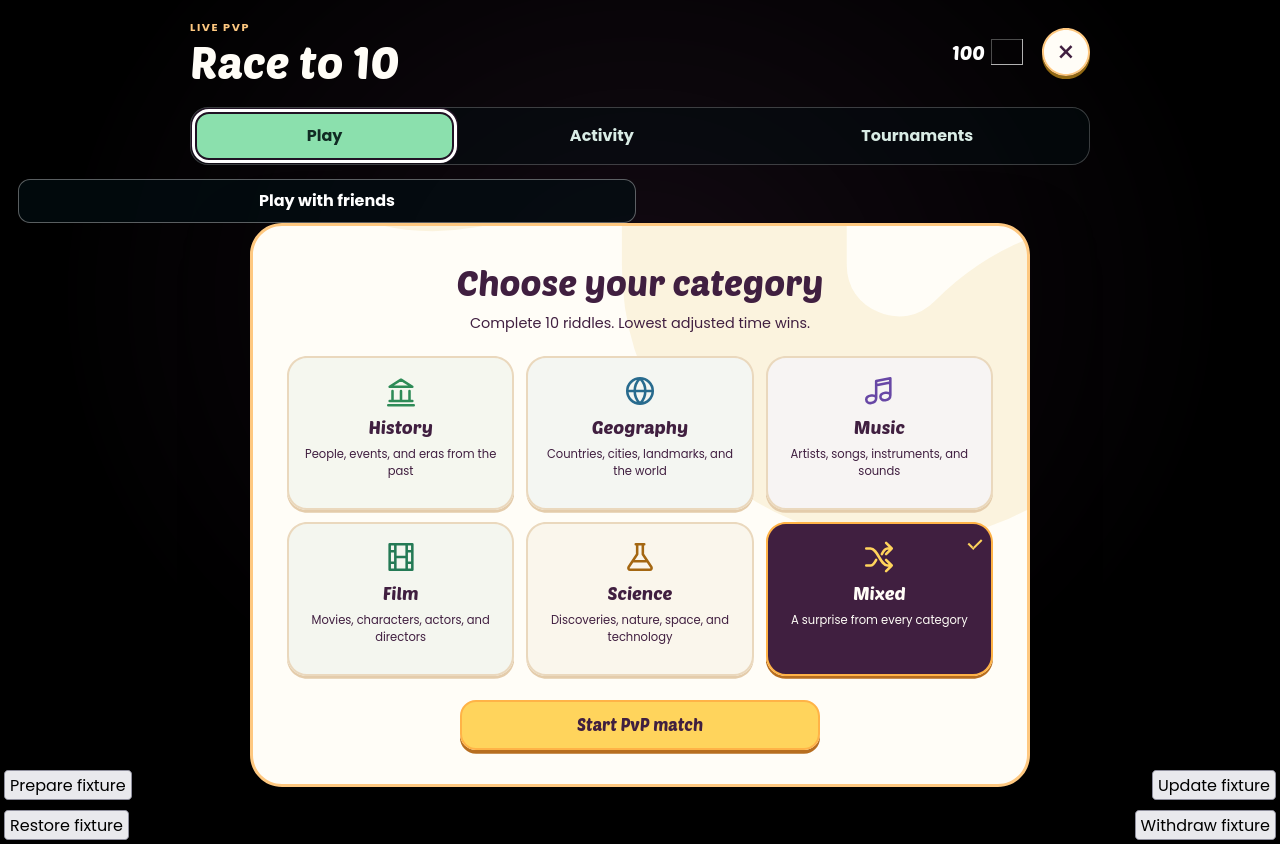 LIVE PVP
Race to 10
100
Play
Activity
Tournaments
Play with friends
Choose your category
Complete 10 riddles. Lowest adjusted time wins.
History
People, events, and eras from the
past
Geography
Countries, cities, landmarks, and
the world
Music
Artists, songs, instruments, and
sounds
Film
Movies, characters, actors, and
directors
Science
Discoveries, nature, space, and
technology
Mixed
A surprise from every category
Start PvP match
Prepare fixture
Update fixture
Restore fixture
Withdraw fixture